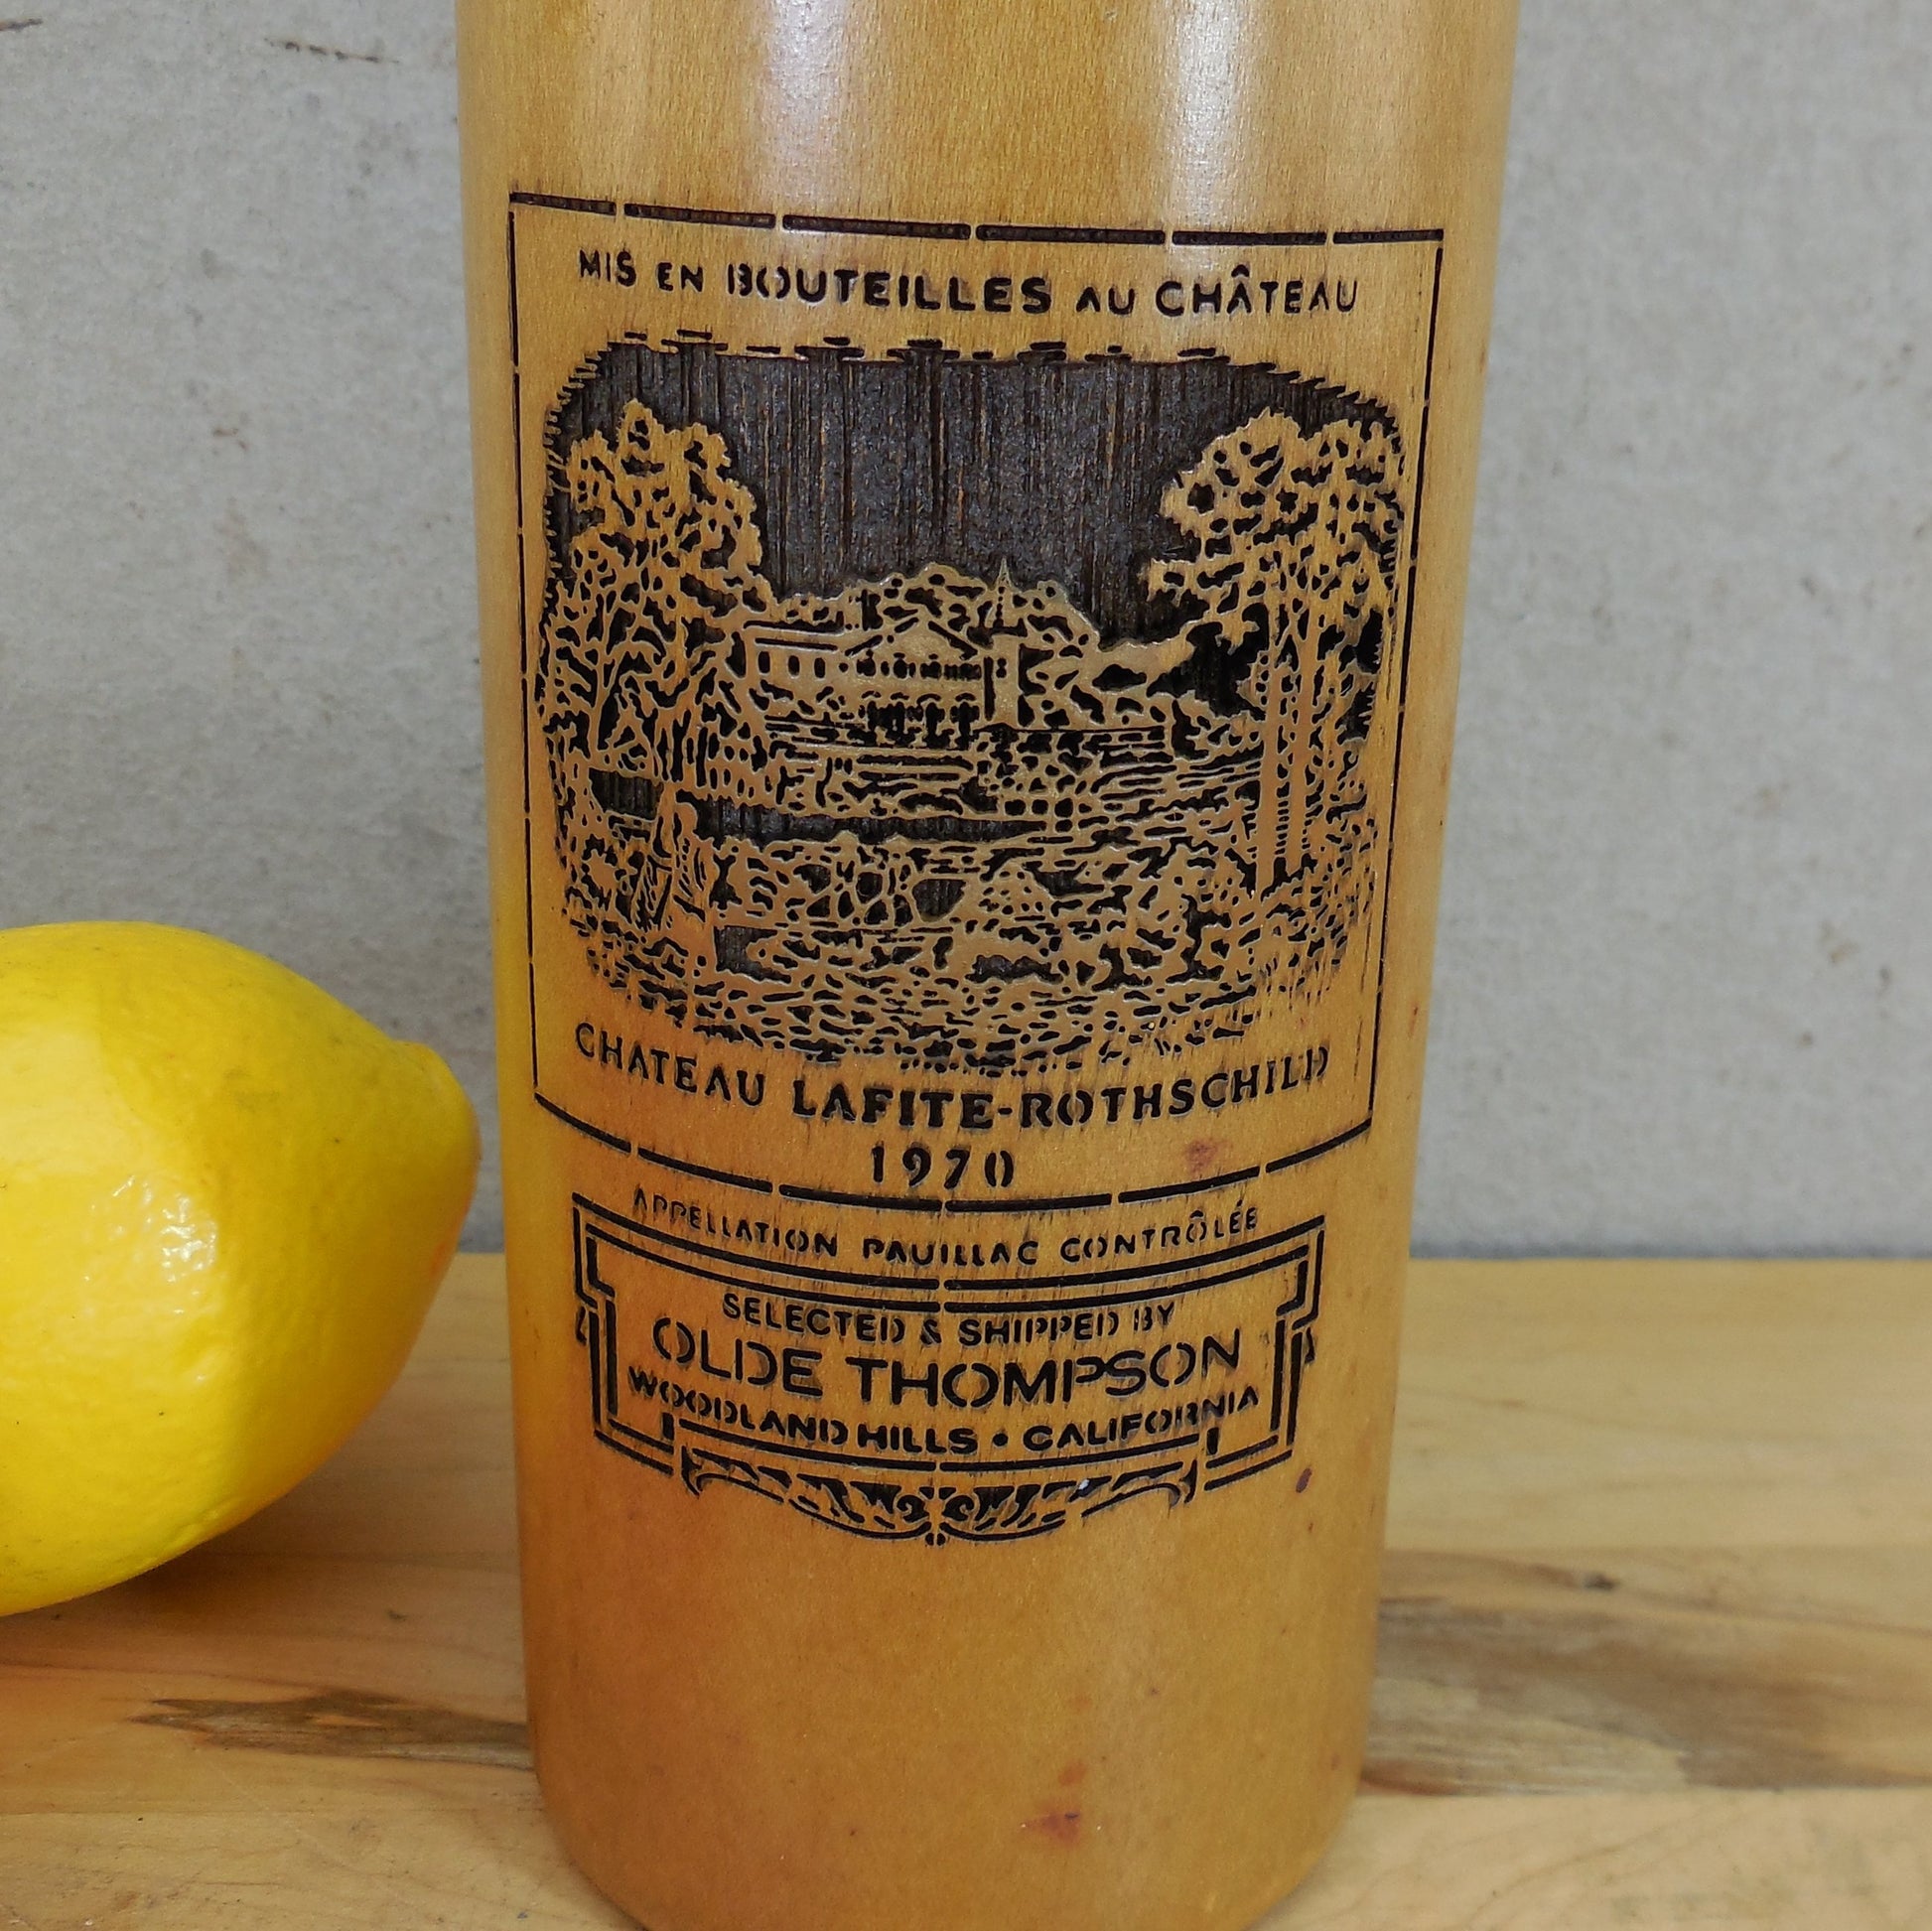 MIS EN BOUTEILLES AU CHÂTEAU
CHATEAU LAFITE-ROTHSCHILD
1970
APPELLATION PAUILLAC CONTRÔLÉE
SELECTED & SHIPPED BY
OLDE THOMPSON
WOODLAND HILLS • CALIFORNIA